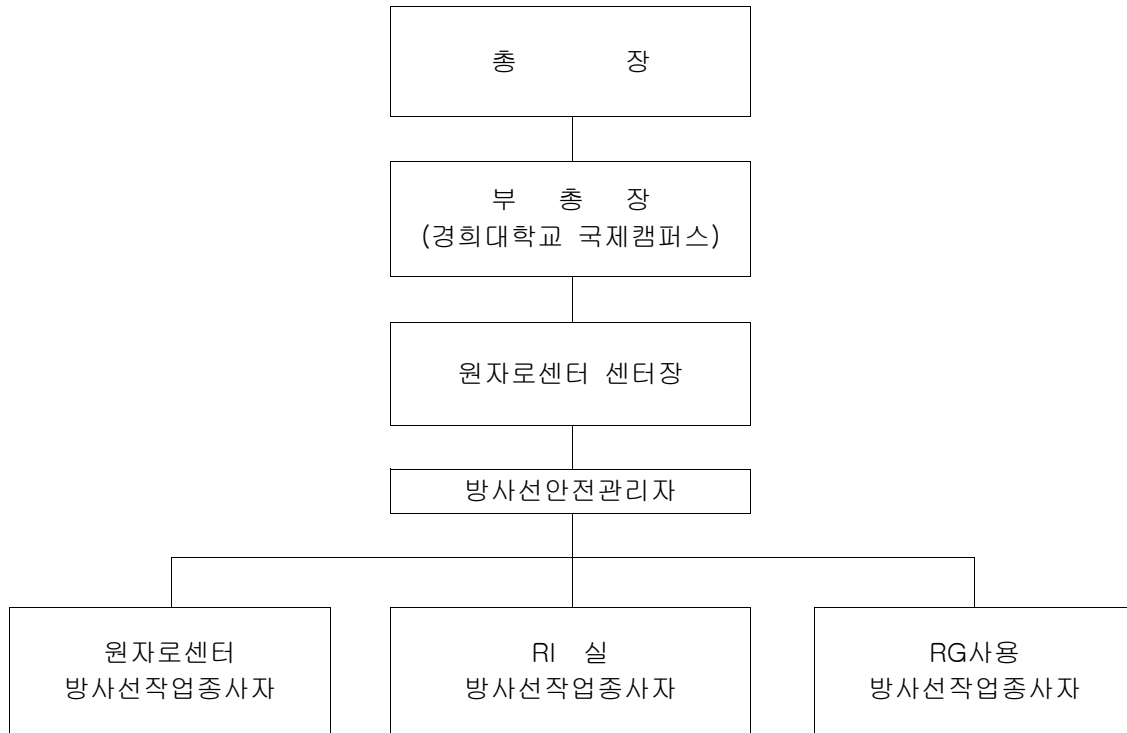 총 장
부 총 장
(경희대학교 국제캠퍼스)
원자로센터 센터장
방사선안전관리자
원자로센터
방사선작업종사자
RI 실
방사선작업종사자
RG사용
방사선작업종사자